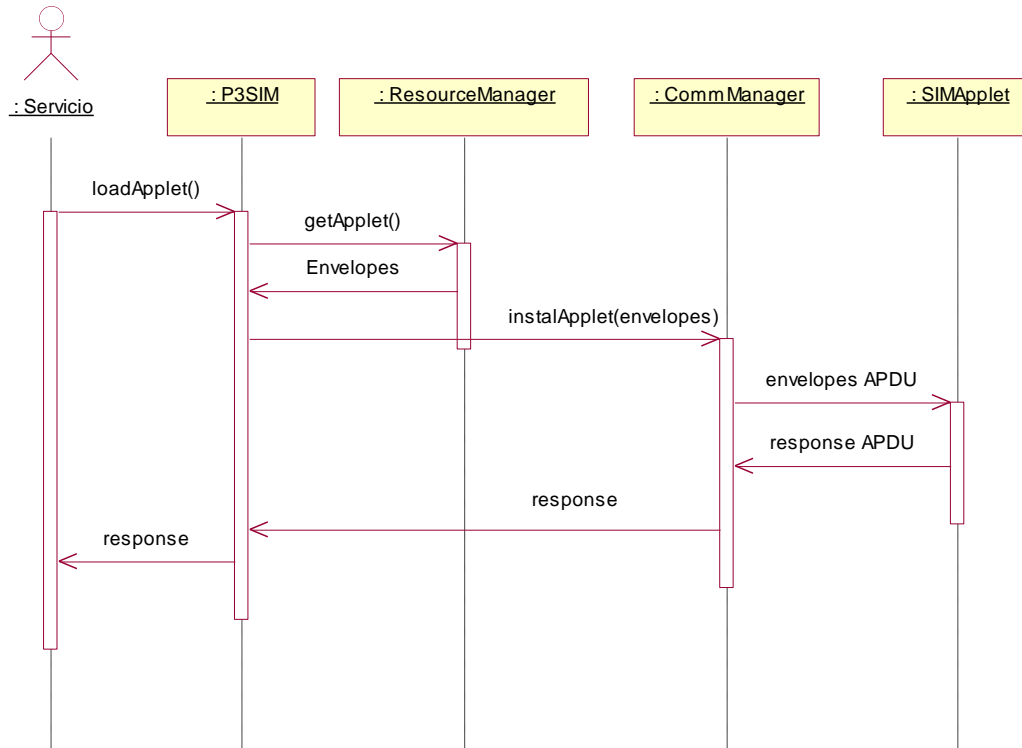 : Servicio
: P3SIM
: ResourceManager
: CommManager
: SIMApplet
loadApplet()
getApplet()
Envelopes
instalApplet(envelopes)
envelopes APDU
response APDU
response
response